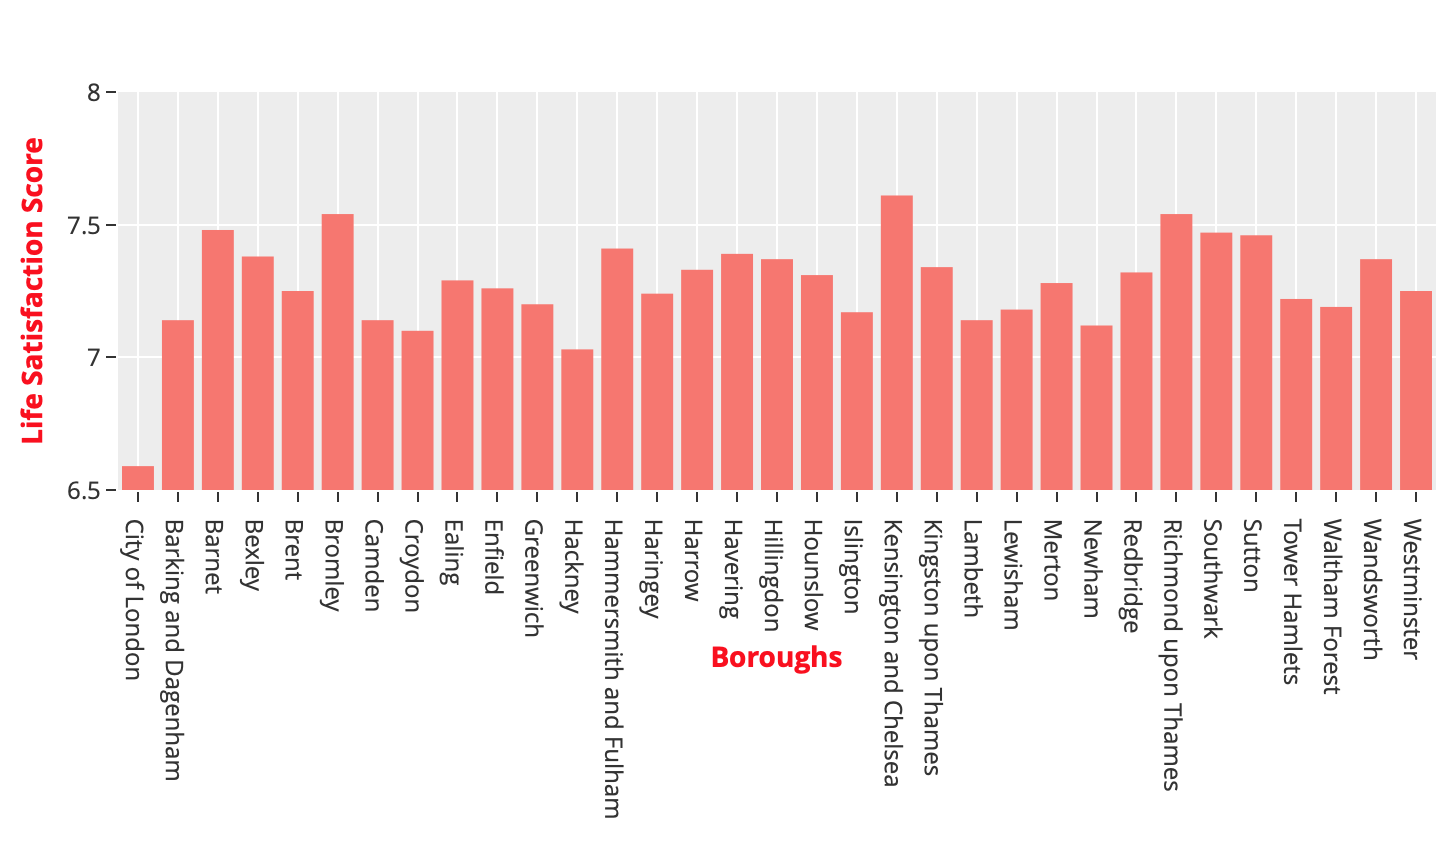 8
7.5
7
6.5
Life Satisfaction Score
City of London
Barking and Dagenham
Barnet
Bexley
Brent
Bromley
Camden
Croydon
Ealing
Enfield
Greenwich
Hackney
Hammersmith and Fulham
Haringey
Harrow
Havering
Hillingdon
Hounslow
Islington
Kensington and Chelsea
Kingston upon Thames
Lambeth
Lewisham
Merton
Newham
Redbridge
Richmond upon Thames
Southwark
Sutton
Tower Hamlets
Waltham Forest
Wandsworth
Westminster
Boroughs